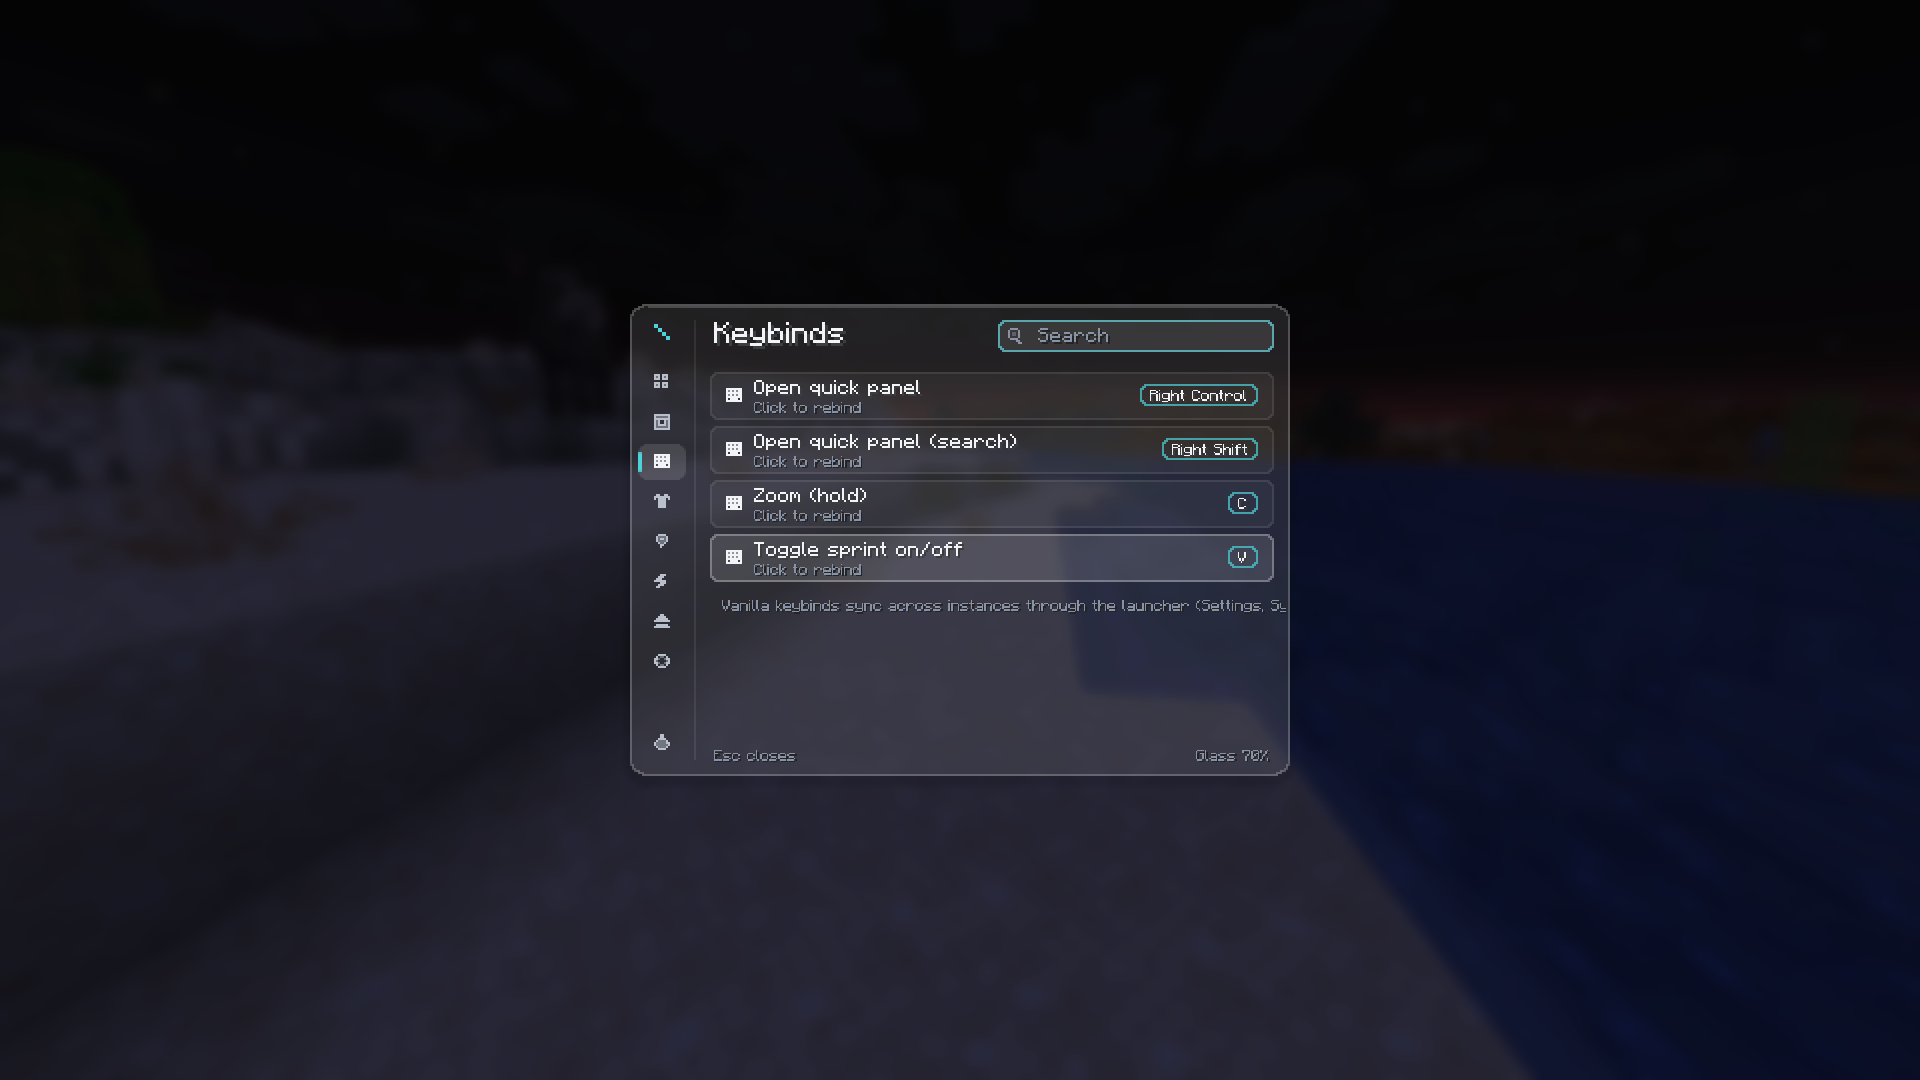 Keybinds
Search
Open quick panel
Click to rebind
Right Control
Open quick panel (search)
Click to rebind
Right Shift
Zoom (hold)
Click to rebind
C
Toggle sprint on/off
Click to rebind
V
Vanilla keybinds sync across instances through the launcher (Settings, Sy
Esc closes
Glass 70%